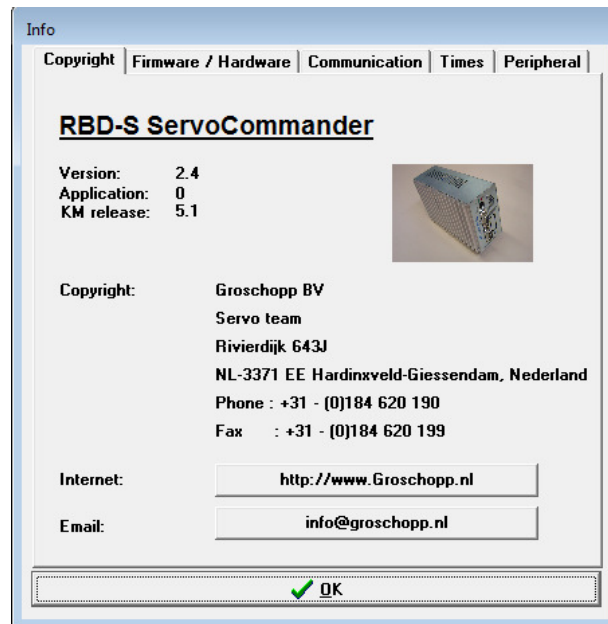 Info
Copyright Firmware / Hardware Communication Times Peripheral
RBD-S ServoCommander
Version: 2.4
Application: 0
KM release: 5.1
Copyright: Groschopp BV
Servo team
Rivierdijk 643J
NL-3371 EE Hardinxveld-Giessendam, Nederland
Phone : +31 - (0)184 620 190
Fax : +31 - (0)184 620 199
Internet: http://www.Groschopp.nl
Email: info@groschopp.nl
OK